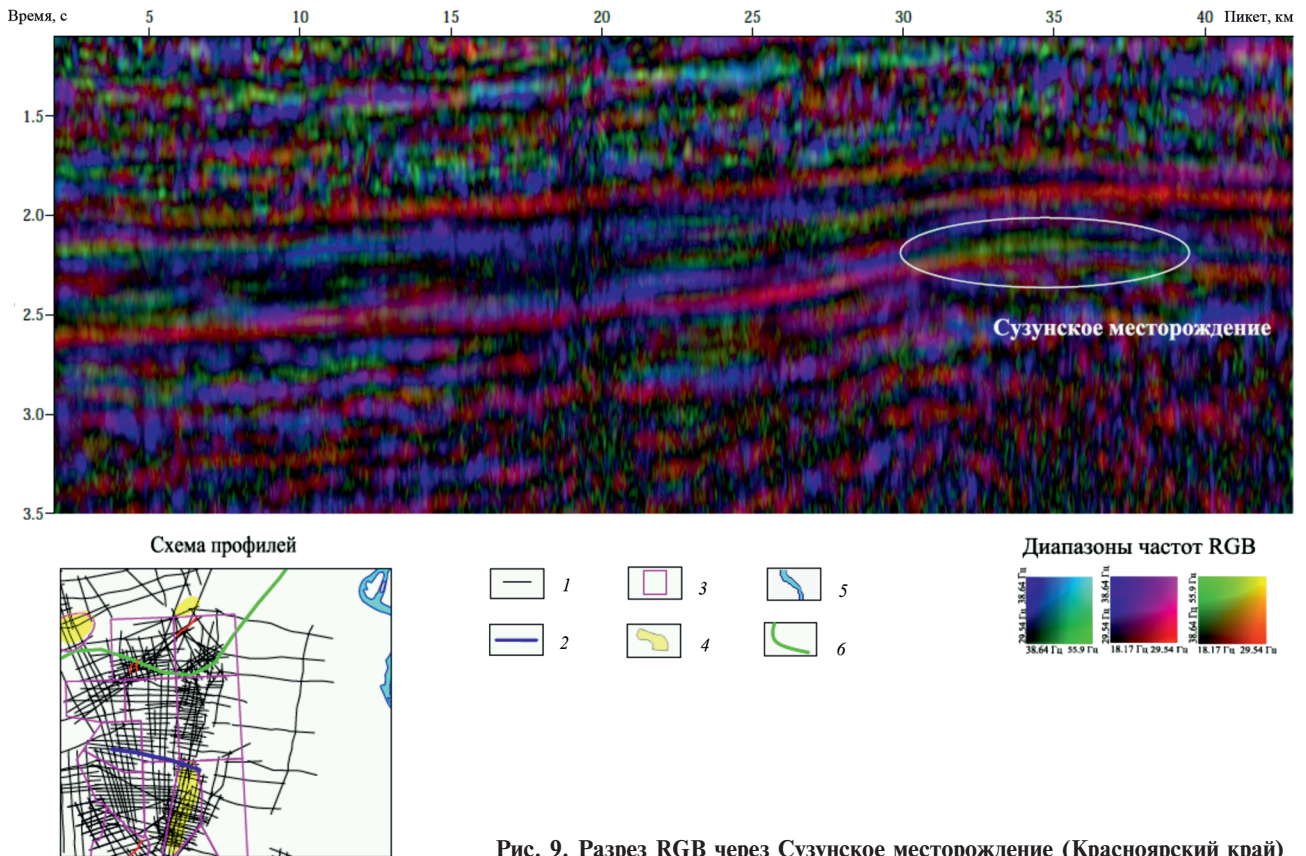 Время, с 5 10 15 20 25 30 35 40 Пикет, км
1.5
2.0
2.5
Сузунское месторождение
3.0
3.5
Схема профилей
Диапазоны частот RGB
1 3 5
2 4 6
29.54 Гц 38.64 Гц
38.64 Гц 55.9 Гц
29.54 Гц 38.64 Гц
18.17 Гц 29.54 Гц
38.64 Гц 55.9 Гц
18.17 Гц 29.54 Гц
Рис. 9. Разрез RGB через Сузунское месторождение (Красноярский край)